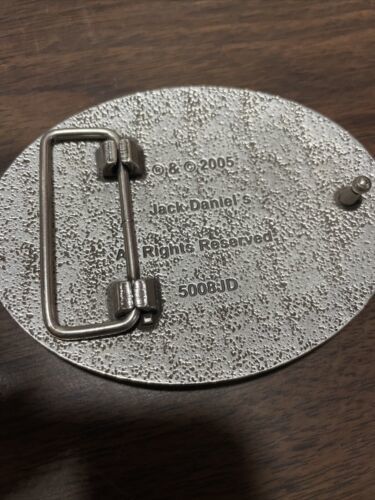 ® & © 2005
Jack Daniel's
All Rights Reserved
5008JD